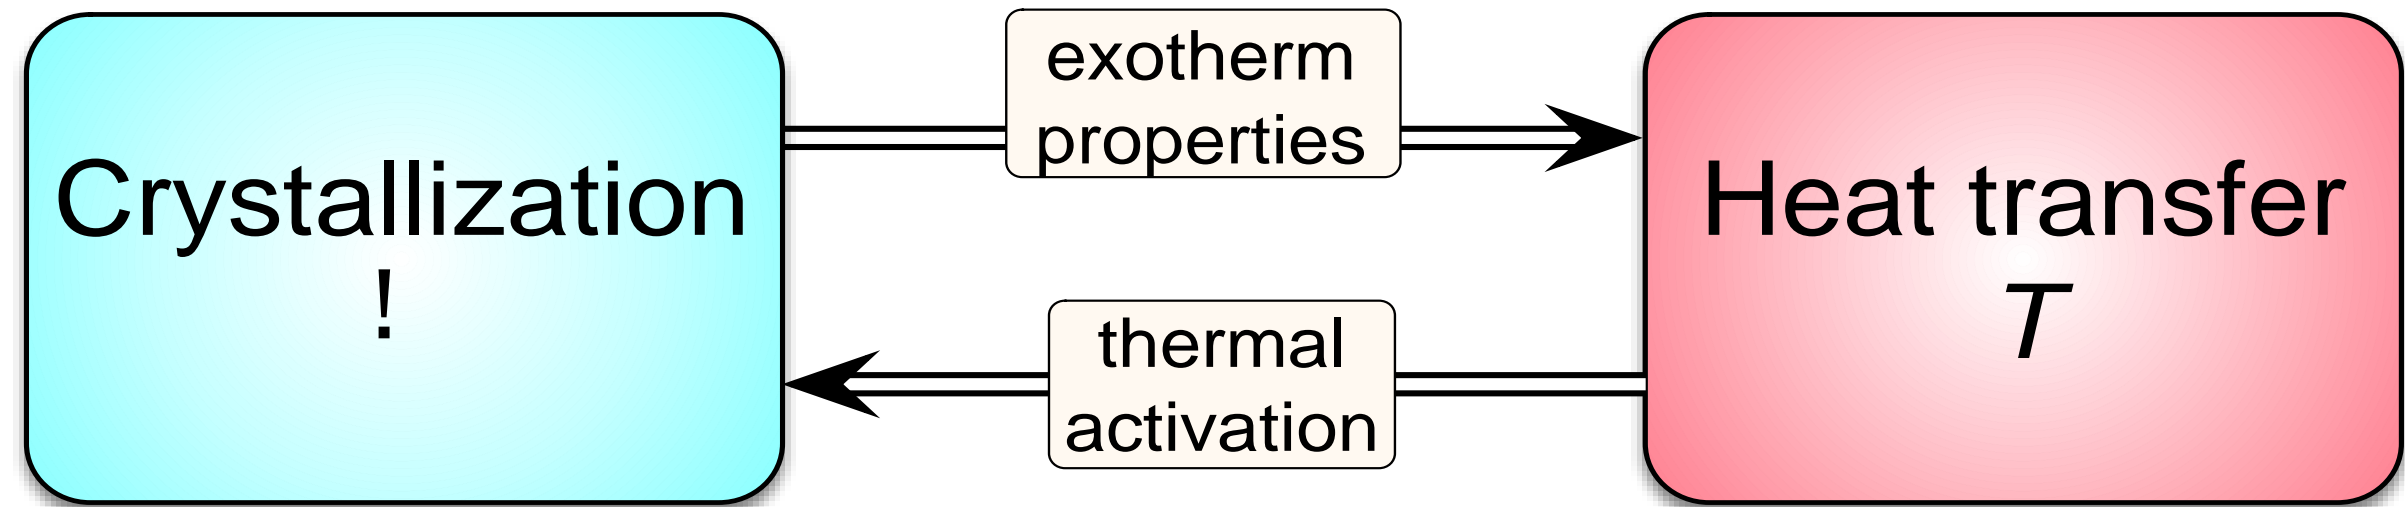 Crystallization
!
exotherm
properties
thermal
activation
Heat transfer
T